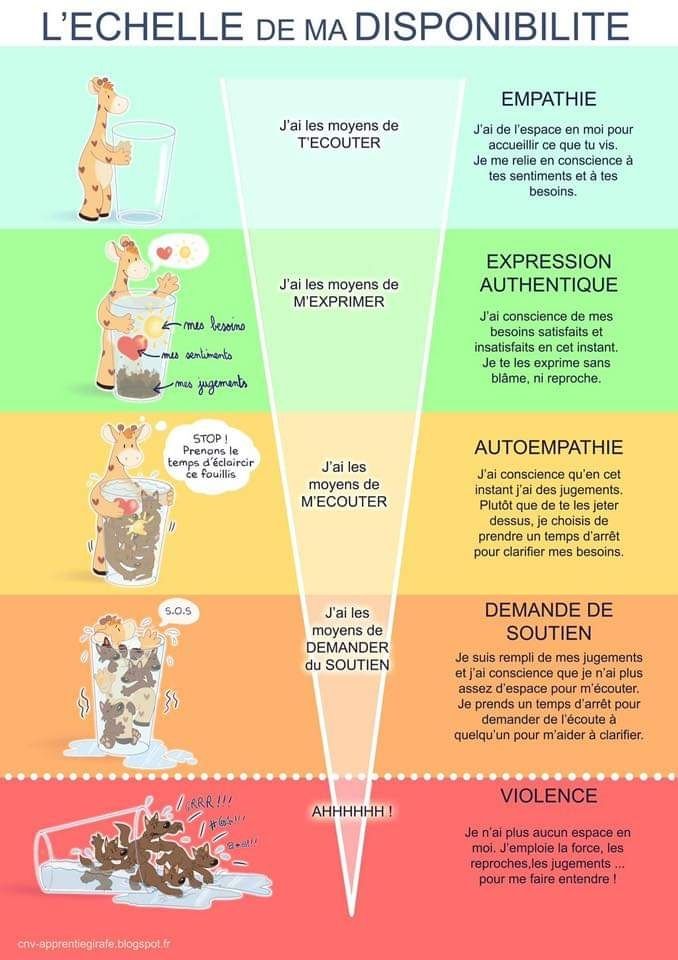 L'ECHELLE DE MA DISPONIBILITE
J'ai les moyens de
T'ECOUTER
EMPATHIE
J'ai de l'espace en moi pour
accueillir ce que tu vis.
Je me relie en conscience à
tes sentiments et à tes
besoins.
mes besoins
mes sentiments
mes jugements
J'ai les moyens de
M'EXPRIMER
EXPRESSION
AUTHENTIQUE
J'ai conscience de mes
besoins satisfaits et
insatisfaits en cet instant.
Je te les exprime sans
blâme, ni reproche.
STOP !
Prenons le
temps d'éclaircir
ce fouillis
J'ai les
moyens de
M'ECOUTER
AUTOEMPATHIE
J'ai conscience qu'en cet
instant j'ai des jugements.
Plutôt que de te les jeter
dessus, je choisis de
prendre un temps d'arrêt
pour clarifier mes besoins.
S.O.S
J'ai les
moyens de
DEMANDER
du SOUTIEN
DEMANDE DE
SOUTIEN
Je suis rempli de mes jugements
et j'ai conscience que je n'ai plus
assez d'espace pour m'écouter.
Je prends un temps d'arrêt pour
demander de l'écoute à
quelqu'un pour m'aider à clarifier.
GRRR!!!
AHHHHHH !
VIOLENCE
Je n'ai plus aucun espace en
moi. J'emploie la force, les
reproches,les jugements ...
pour me faire entendre !
cnv-apprentiegirafe.blogspot.fr